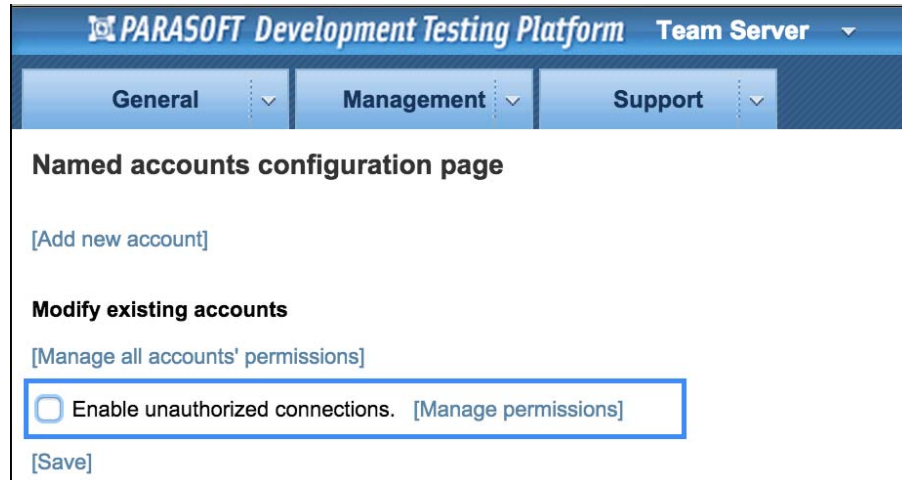 PARASOFT Development Testing Platform Team Server
General Management Support
Named accounts configuration page
[Add new account]
Modify existing accounts
[Manage all accounts' permissions]
Enable unauthorized connections. [Manage permissions]
[Save]